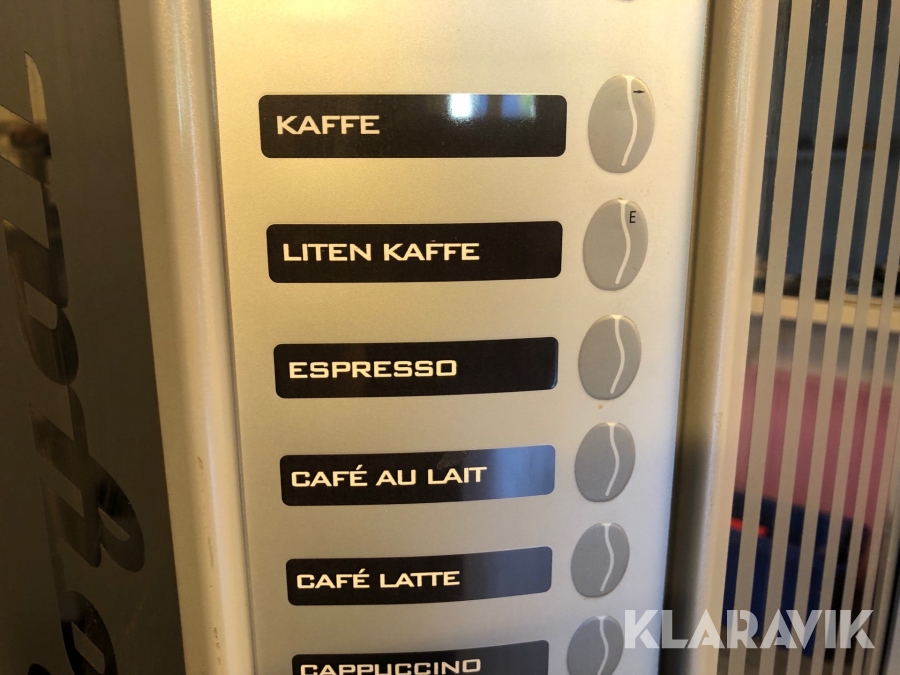 KAFFE
E
LITEN KAFFE
ESPRESSO
CAFÉ AU LAIT
CAFÉ LATTE
CAPPUCCINO
KLARAVIK